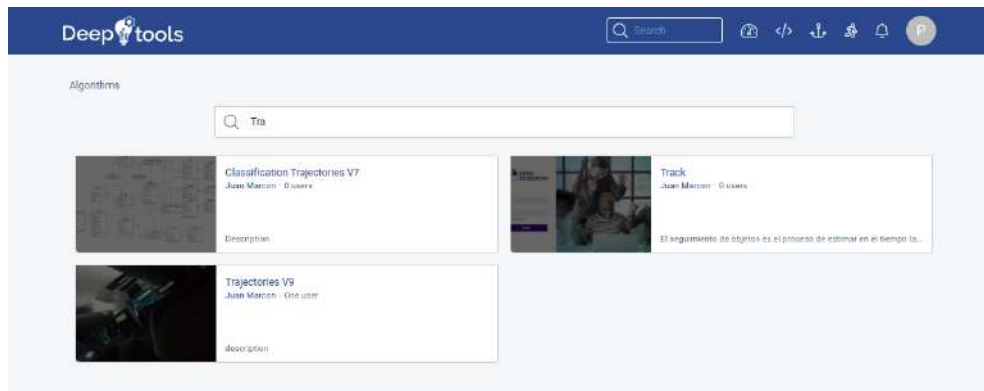 Deep tools
Search
P
Algorithms
Tra
Classification Trajectories V7
Juan Marcon - 0 users
Description
Track
Juan Marcon - 0 users
El seguimiento de objetos es el proceso de estimar en el tiempo la...
Trajectories V9
Juan Marcon - One user
description